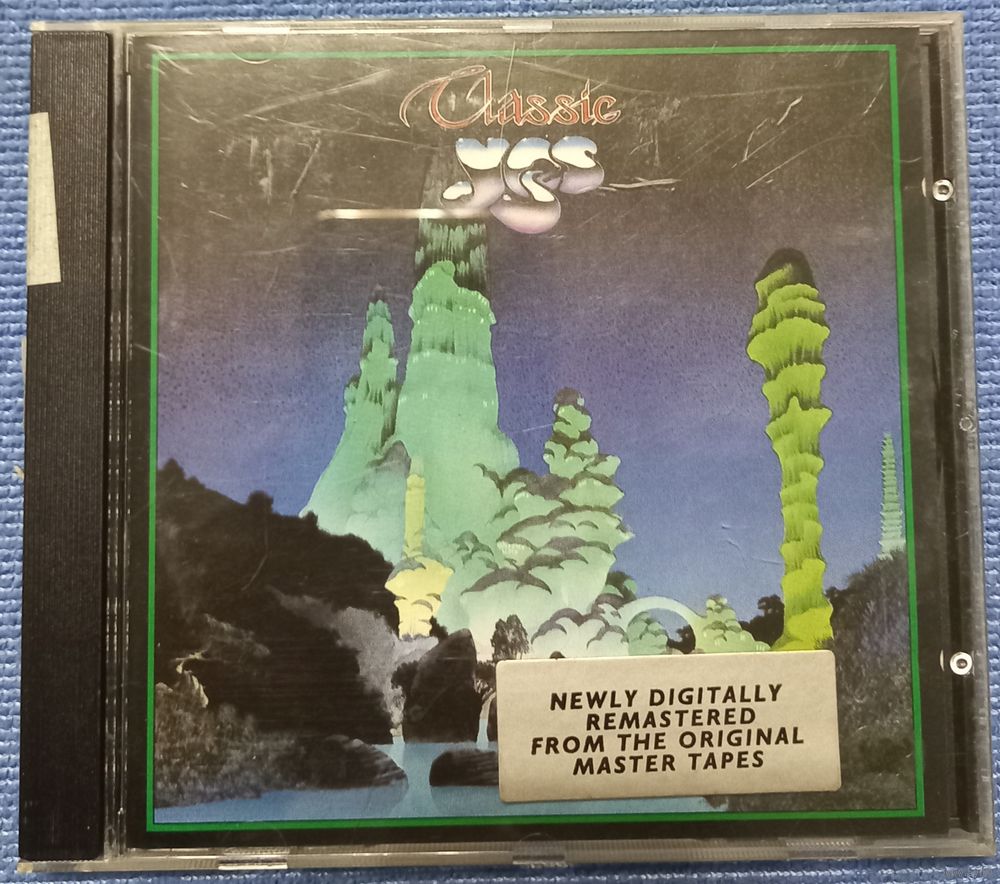 Classic
YES
NEWLY DIGITALLY
REMASTERED
FROM THE ORIGINAL
MASTER TAPES